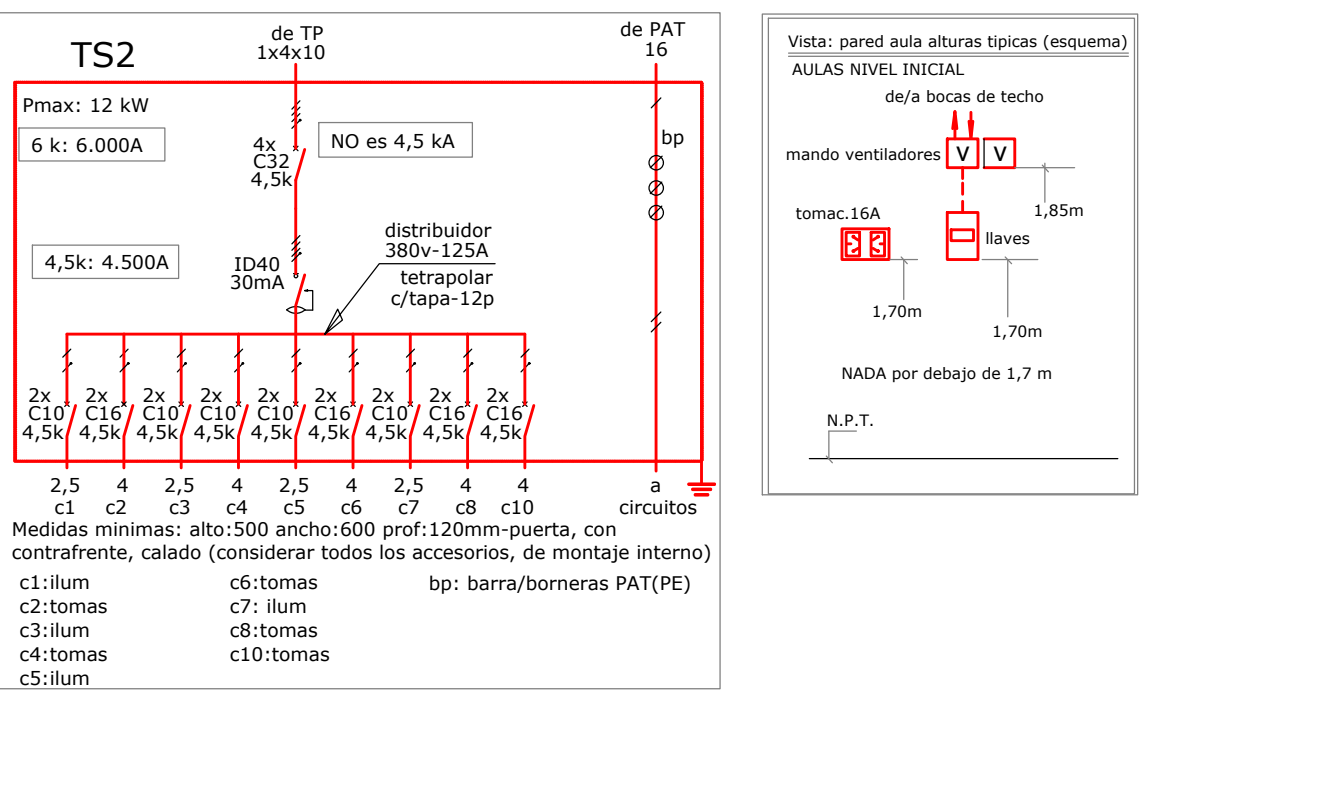 TS2
de TP
1x4x10
de PAT
16
Pmax: 12 kW
6 k: 6.000A
4x
C32
4,5k
NO es 4,5 kA
bp
4,5k: 4.500A
ID40
30mA
distribuidor
380v-125A
tetrapolar
c/tapa-12p
2x 2x 2x 2x 2x 2x 2x 2x 2x
C10 C16 C10 C10 C10 C16 C10 C16 C16
4,5k 4,5k 4,5k 4,5k 4,5k 4,5k 4,5k 4,5k 4,5k
2,5 4 2,5 4 2,5 4 2,5 4 4 a
c1 c2 c3 c4 c5 c6 c7 c8 c10 circuitos
Medidas minimas: alto:500 ancho:600 prof:120mm-puerta, con
contrafrente, calado (considerar todos los accesorios, de montaje interno)
c1:ilum
c2:tomas
c3:ilum
c4:tomas
c5:ilum
c6:tomas
c7: ilum
c8:tomas
c10:tomas
bp: barra/borneras PAT(PE)
Vista: pared aula alturas tipicas (esquema)
AULAS NIVEL INICIAL
de/a bocas de techo
mando ventiladores V V
1,85m
tomac.16A
llaves
1,70m
1,70m
NADA por debajo de 1,7 m
N.P.T.